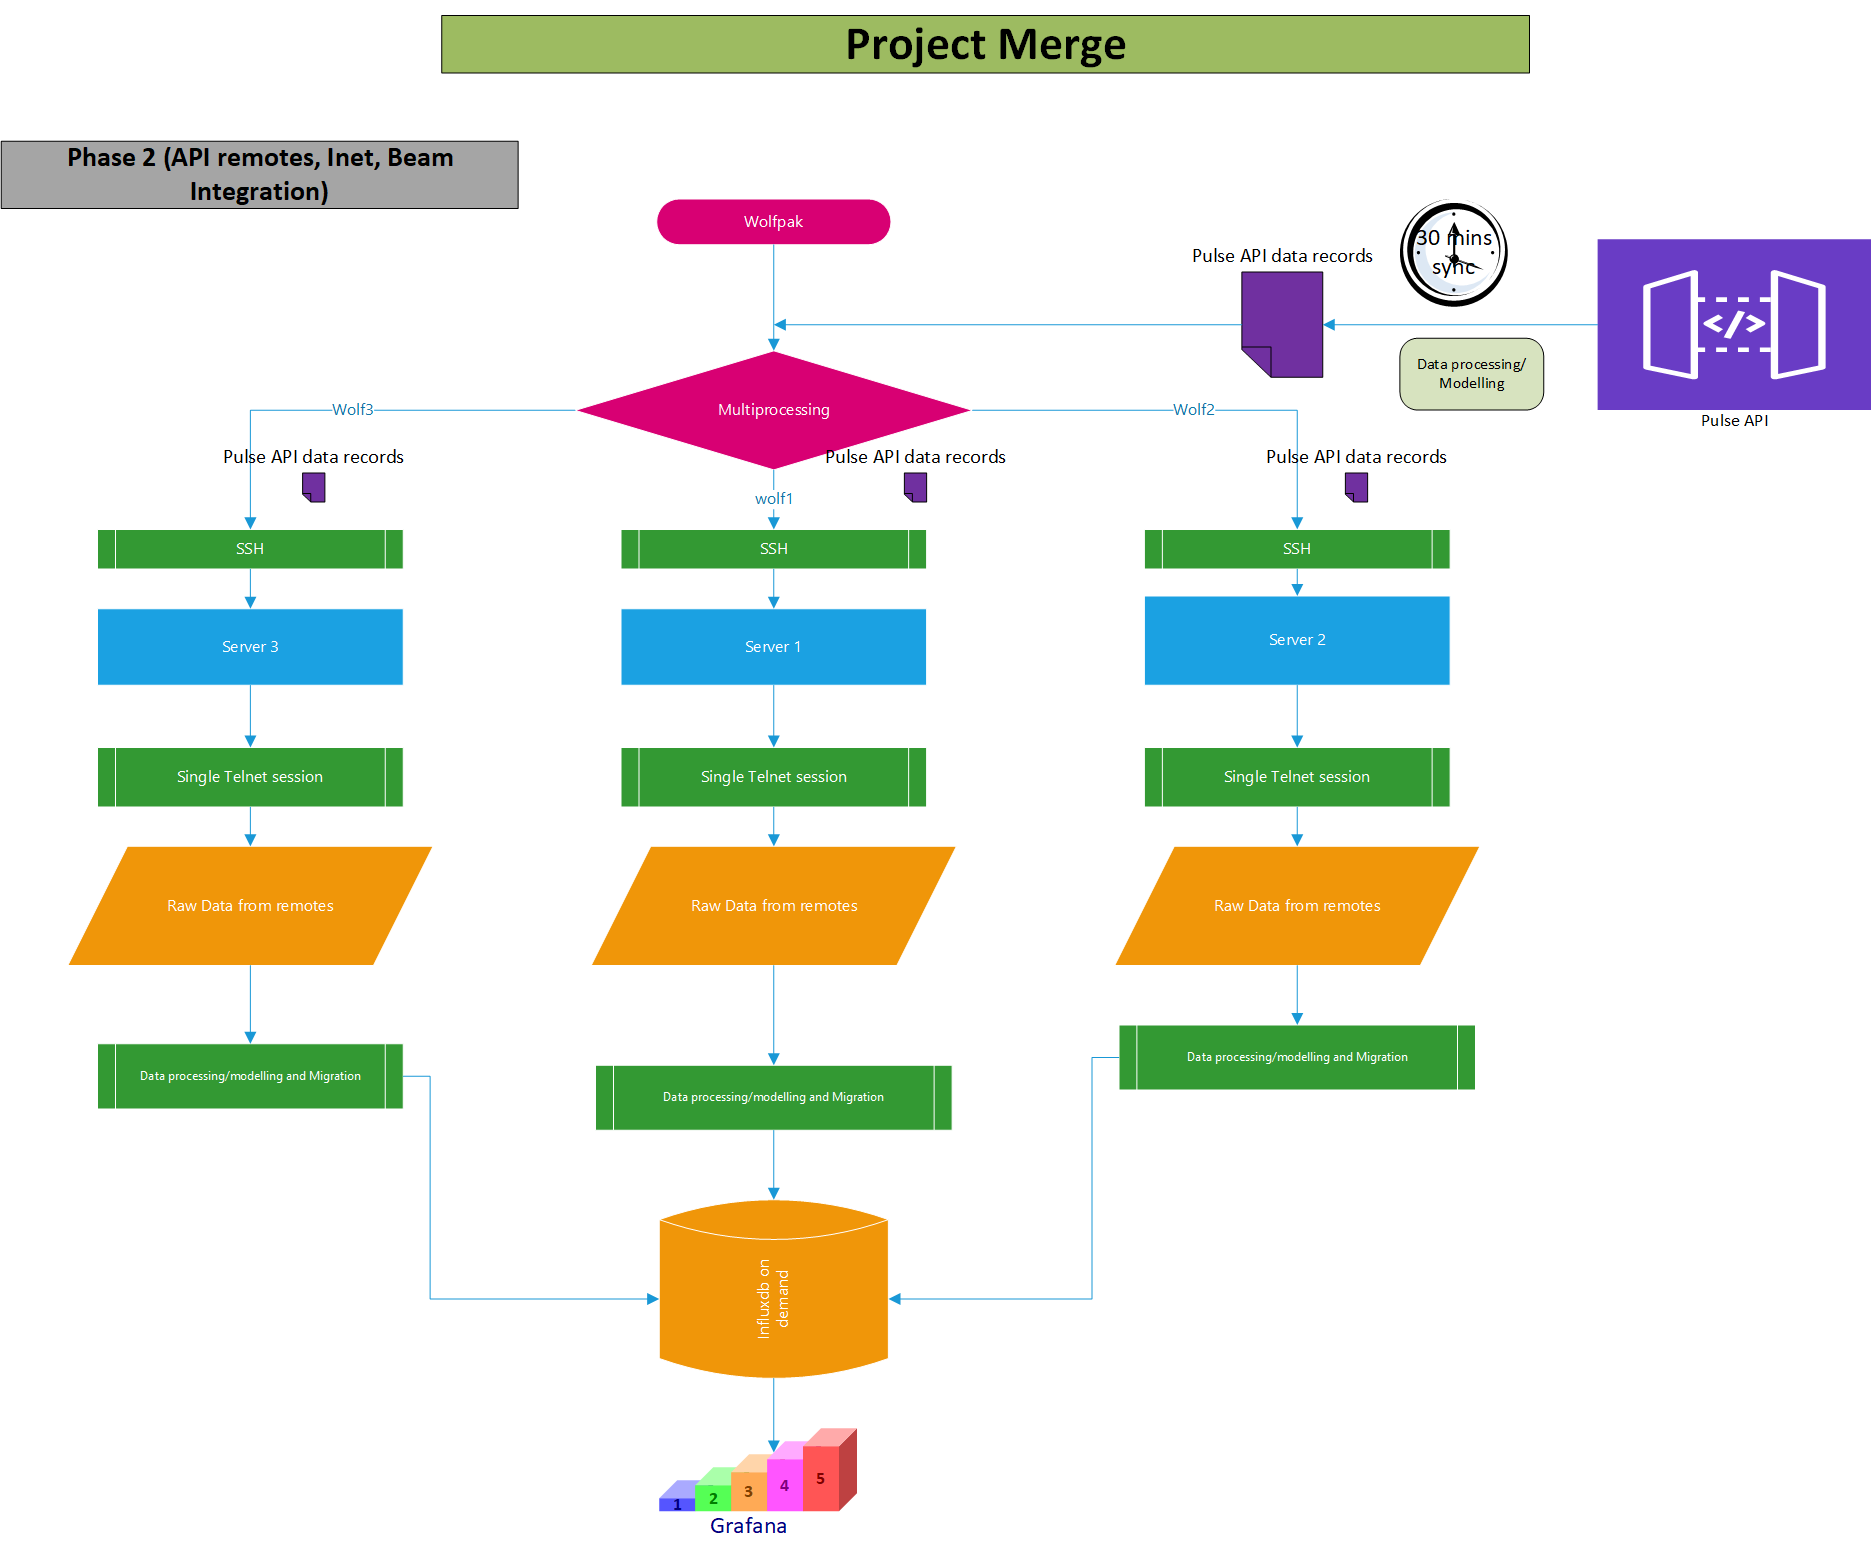 Project Merge
Phase 2 (API remotes, Inet, Beam
Integration)
Wolfpak
Pulse API data records
30 mins
sync
Data processing/
Modelling
Pulse API
Multiprocessing
Wolf3
Wolf2
Pulse API data records
Pulse API data records
Pulse API data records
wolf1
SSH
SSH
SSH
Server 3
Server 1
Server 2
Single Telnet session
Single Telnet session
Single Telnet session
Raw Data from remotes
Raw Data from remotes
Raw Data from remotes
Data processing/modelling and Migration
Data processing/modelling and Migration
Data processing/modelling and Migration
Influxdb on
demand
1
2
3
4
5
Grafana